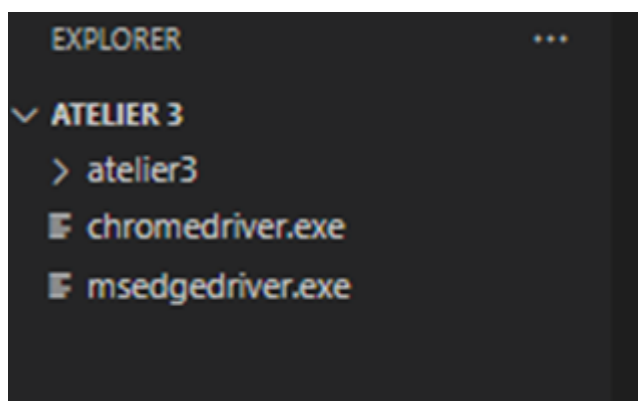 EXPLORER
ATELIER 3
atelier3
chromedriver.exe
msedgedriver.exe